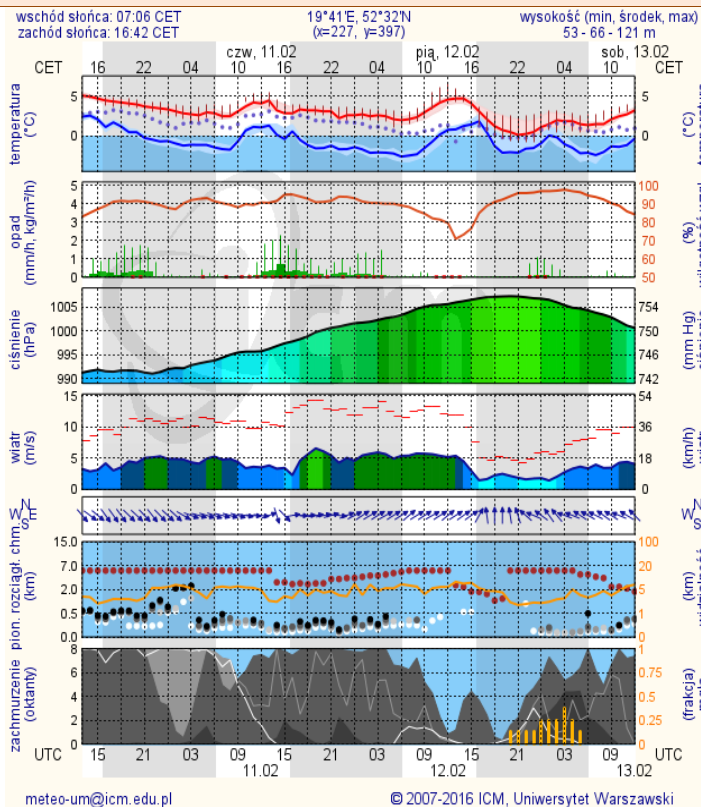 wschód słońca: 07:06 CET 19°41'E, 52°32'N wysokość (min, środek, max)
zachód słońca: 16:42 CET (x=227, y=397) 53 - 66 - 121 m
czw, 11.02 pią, 12.02 sob, 13.02
CET 16 22 04 10 16 22 04 10 16 22 04 10 CET
temperatura (°C)
5
0
(°C)
5
0
opad (mm/h, kg/m²/h)
5
4
3
2
1
0
(%)
100
90
80
70
60
50
ciśnienie (hPa)
1005
1000
995
990
(mm Hg)
754
750
746
742
wiatr (m/s)
15
10
5
0
(km/h)
54
36
18
0
N
W E
S
N
W
S
pion. rozciągł. chm. (km)
15.0
7.0
2.0
0.5
0.0
(km)
100
20
5
1
0
zachmurzenie (oktanty)
8
6
4
2
0
(frakcja)
1
0.75
0.5
0.25
0
UTC 15 21 03 09 15 21 03 09 15 21 03 09 UTC
11.02 12.02 13.02
meteo-um@icm.edu.pl © 2007-2016 ICM, Uniwersytet Warszawski